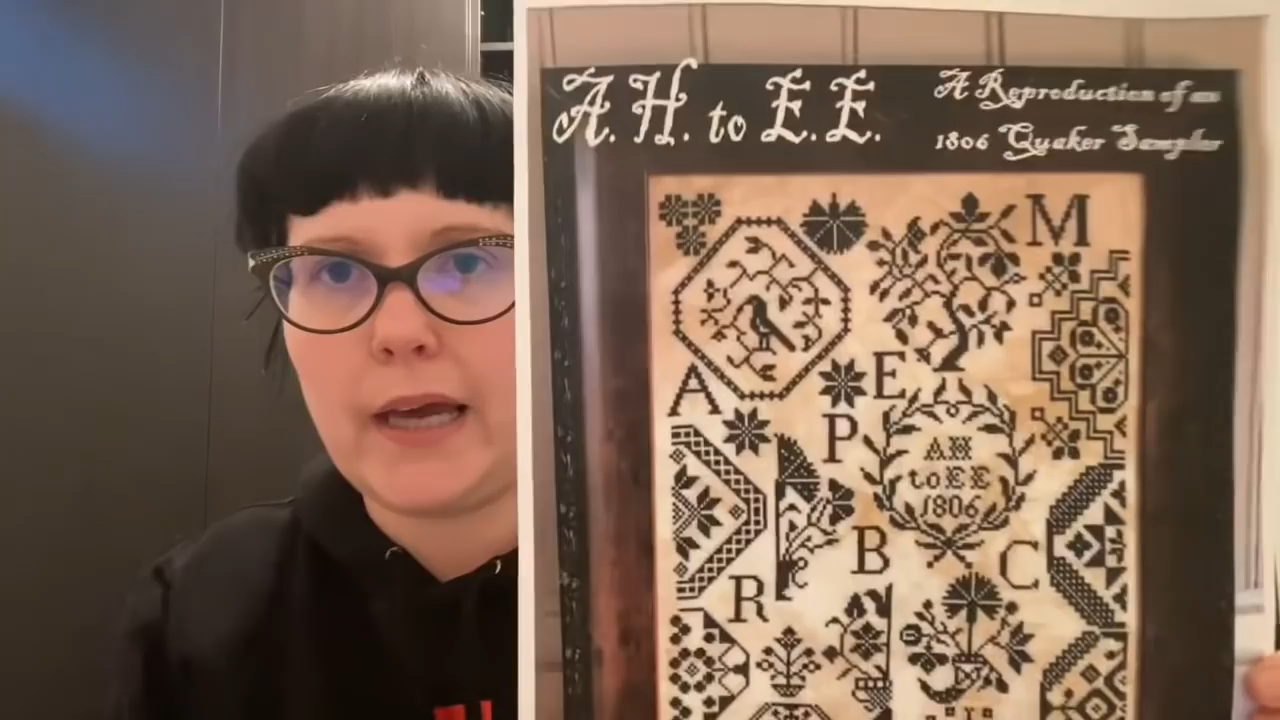 A.H. to E.E.
A Reproduction of an
1806 Quaker Sampler
M
A
E
P
AH
to EE
1806
B
C
R